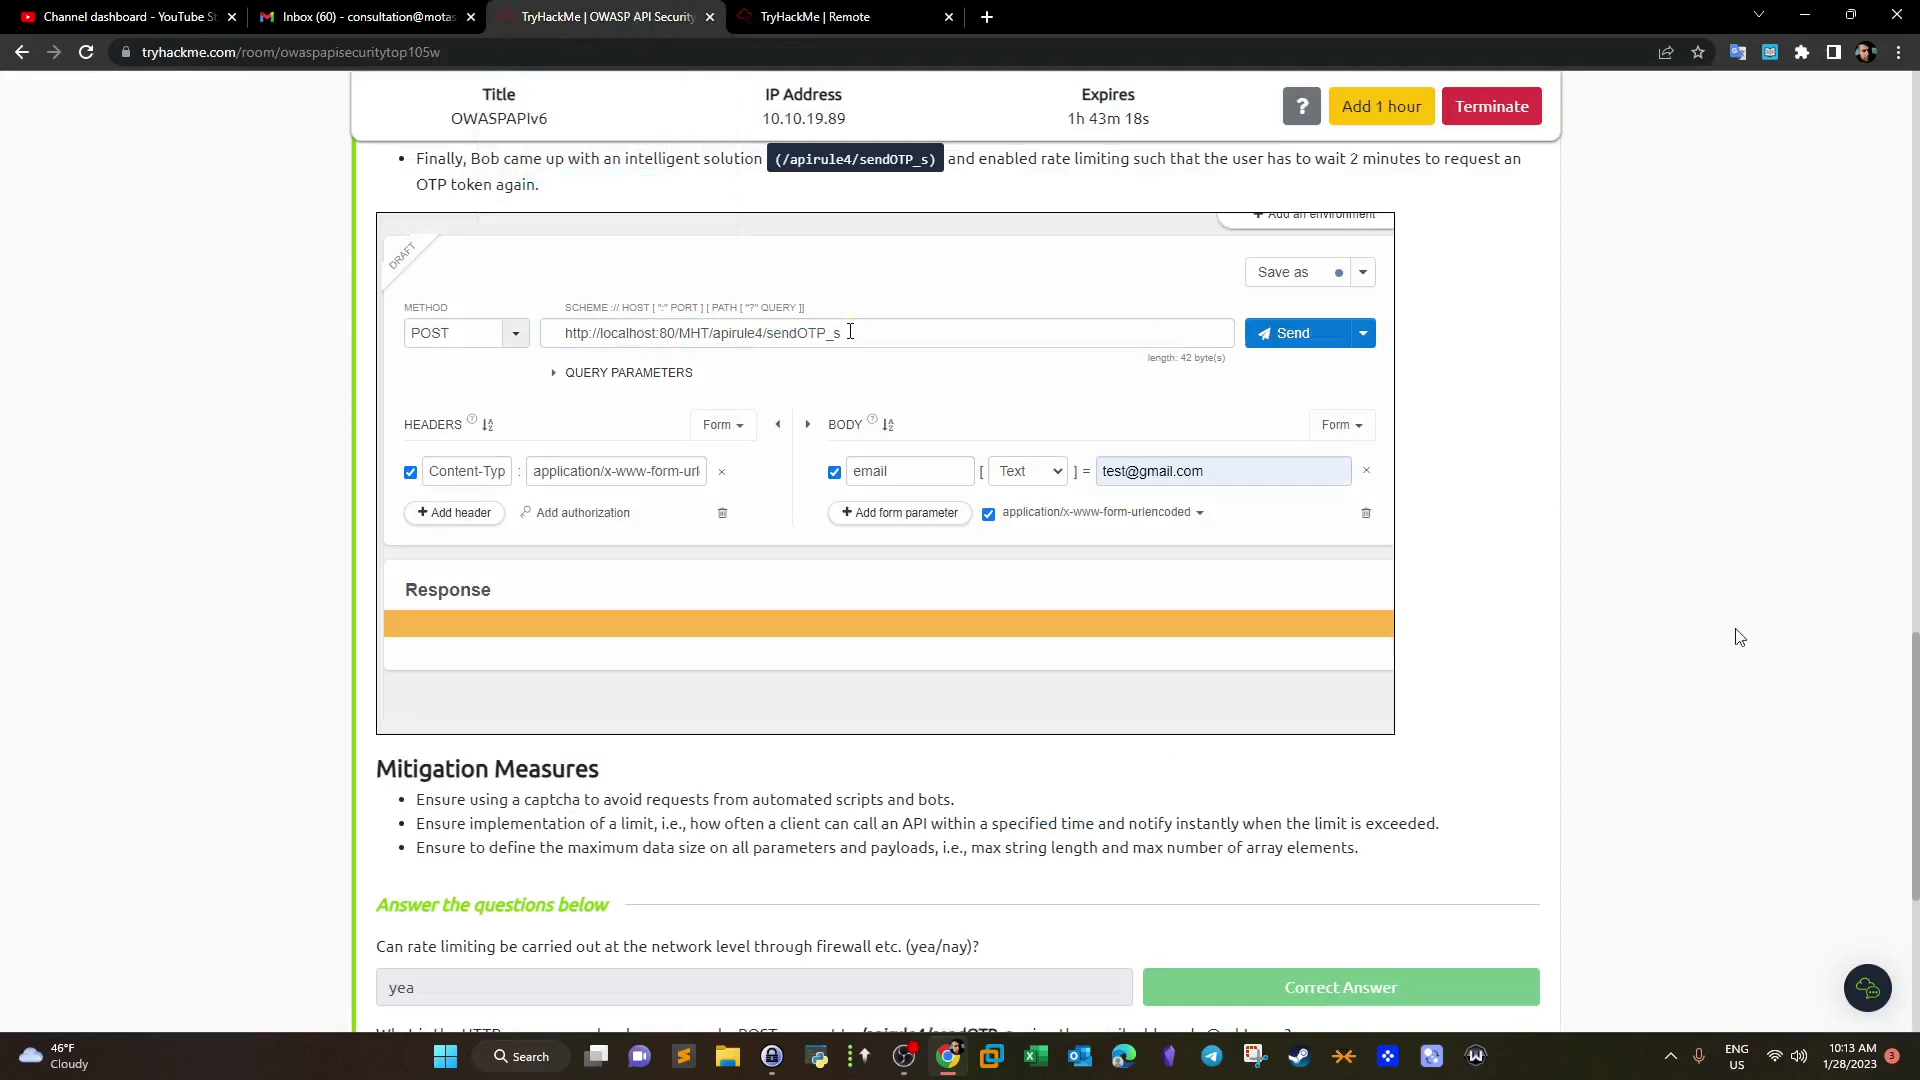 Channel dashboard - YouTube St
Inbox (60) - consultation@motas
TryHackMe | OWASP API Security
TryHackMe | Remote
tryhackme.com/room/owaspapisecuritytop105w
Title
IP Address
Expires
OWASPAPIv6
10.10.19.89
1h 43m 18s
?
Add 1 hour
Terminate
• Finally, Bob came up with an intelligent solution (/apirule4/sendOTP_s) and enabled rate limiting such that the user has to wait 2 minutes to request an
OTP token again.
+ Add an environment
DRAFT
Save as
METHOD
SCHEME :// HOST [ ":" PORT ] [ PATH [ "?" QUERY ]]
POST
http://localhost:80/MHT/apirule4/sendOTP_s
Send
length: 42 byte(s)
QUERY PARAMETERS
HEADERS ?
Form
BODY ?
Form
Content-Typ : application/x-www-form-url ×
email [ Text ] = test@gmail.com ×
+ Add header
Add authorization
+ Add form parameter
application/x-www-form-urlencoded
Response
Mitigation Measures
• Ensure using a captcha to avoid requests from automated scripts and bots.
• Ensure implementation of a limit, i.e., how often a client can call an API within a specified time and notify instantly when the limit is exceeded.
• Ensure to define the maximum data size on all parameters and payloads, i.e., max string length and max number of array elements.
Answer the questions below
Can rate limiting be carried out at the network level through firewall etc. (yea/nay)?
yea
Correct Answer
46°F
Cloudy
Search
ENG
US
10:13 AM
1/28/2023
3